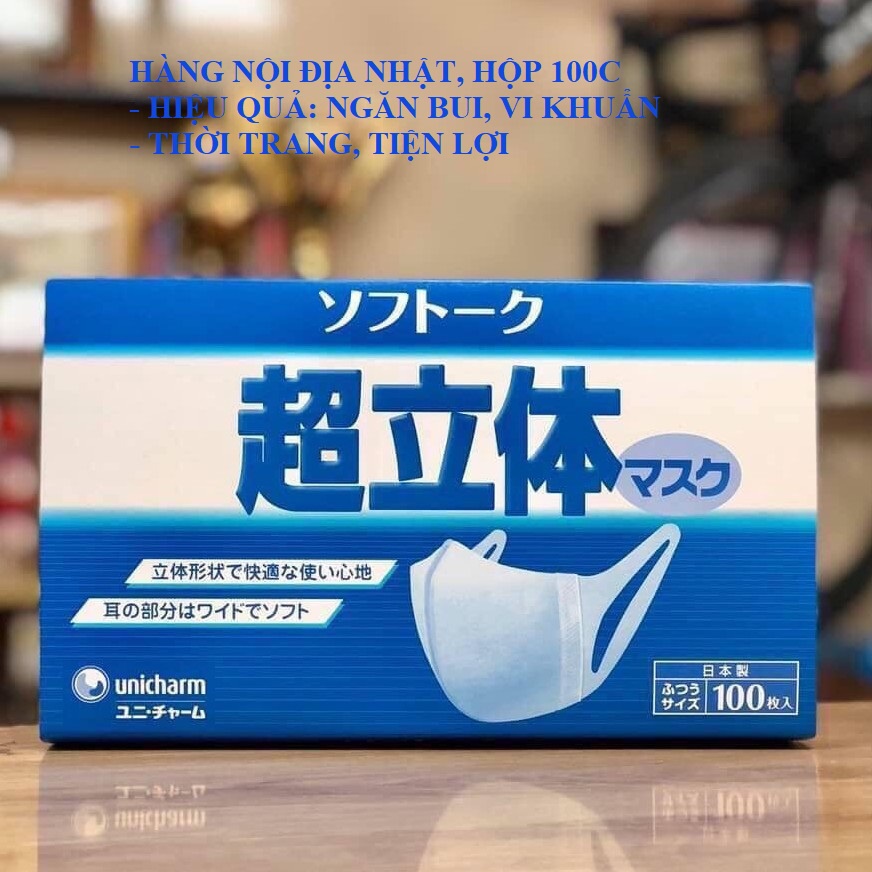 HÀNG NỘI ĐỊA NHẬT, HỘP 100C
- HIỆU QUẢ: NGĂN BUI, VI KHUẨN
- THỜI TRANG, TIỆN LỢI
ソフトーク
超立体
マスク
立体形状で快適な使い心地
耳の部分はワイドでソフト
unicharm
ユニ・チャーム
日本製
ふつう
サイズ
100枚入